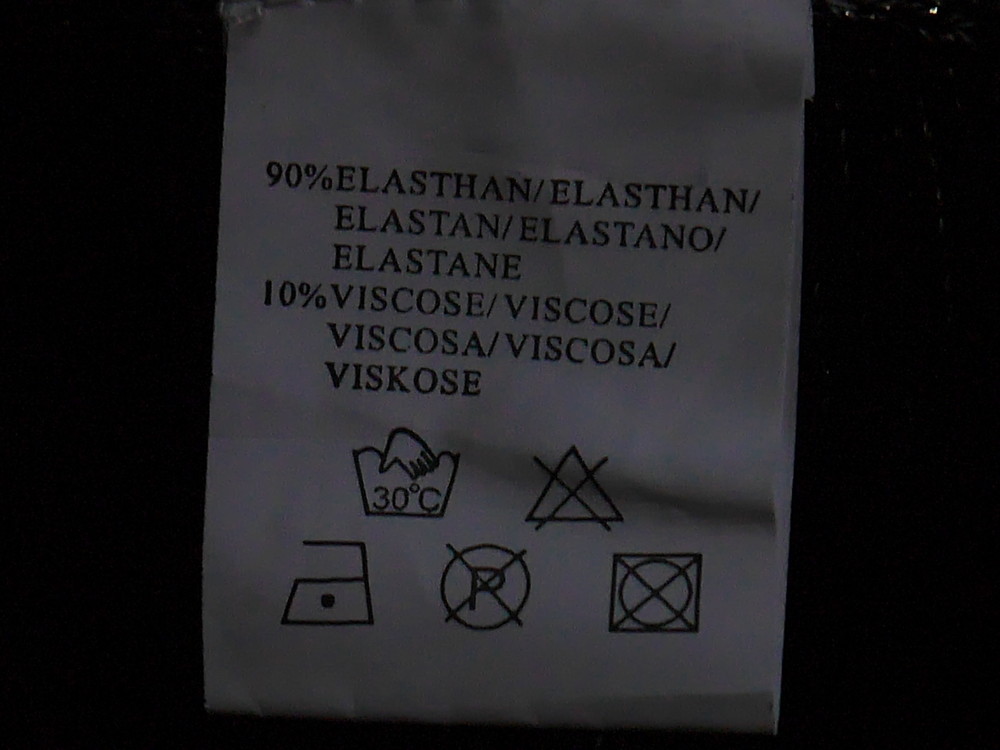 90%ELASTHAN/ELASTHAN/
ELASTAN/ELASTANO/
ELASTANE
10%VISCOSE/VISCOSE/
VISCOSA/VISCOSA/
VISKOSE
30°C
P